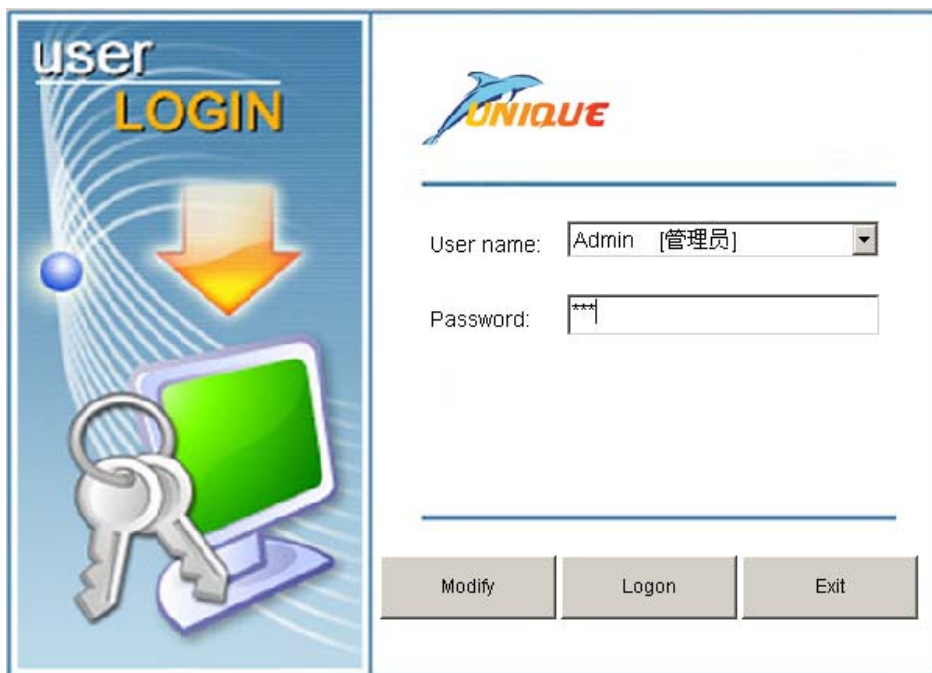 user
LOGIN
UNIQUE
User name: Admin [管理员]
Password: ***
Modify Logon Exit